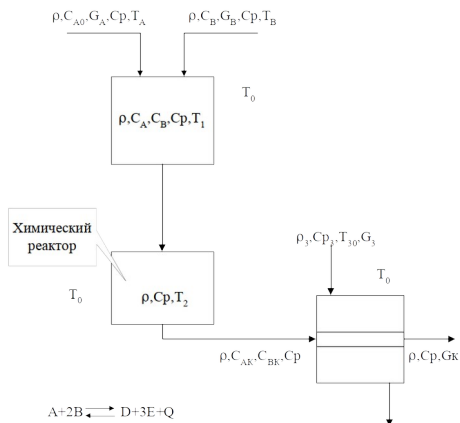 ρ,C_A0,G_A,Cp,T_A
ρ,C_B,G_B,Cp,T_B
T_0
ρ,C_A,C_B,Cp,T_1
Химический
реактор
T_0
ρ,Cp,T_2
ρ_3,Cp_3,T_30,G_3
T_0
ρ,C_AK,C_BK,Cp
ρ,Cp,Gк
A+2B ⇄ D+3E+Q